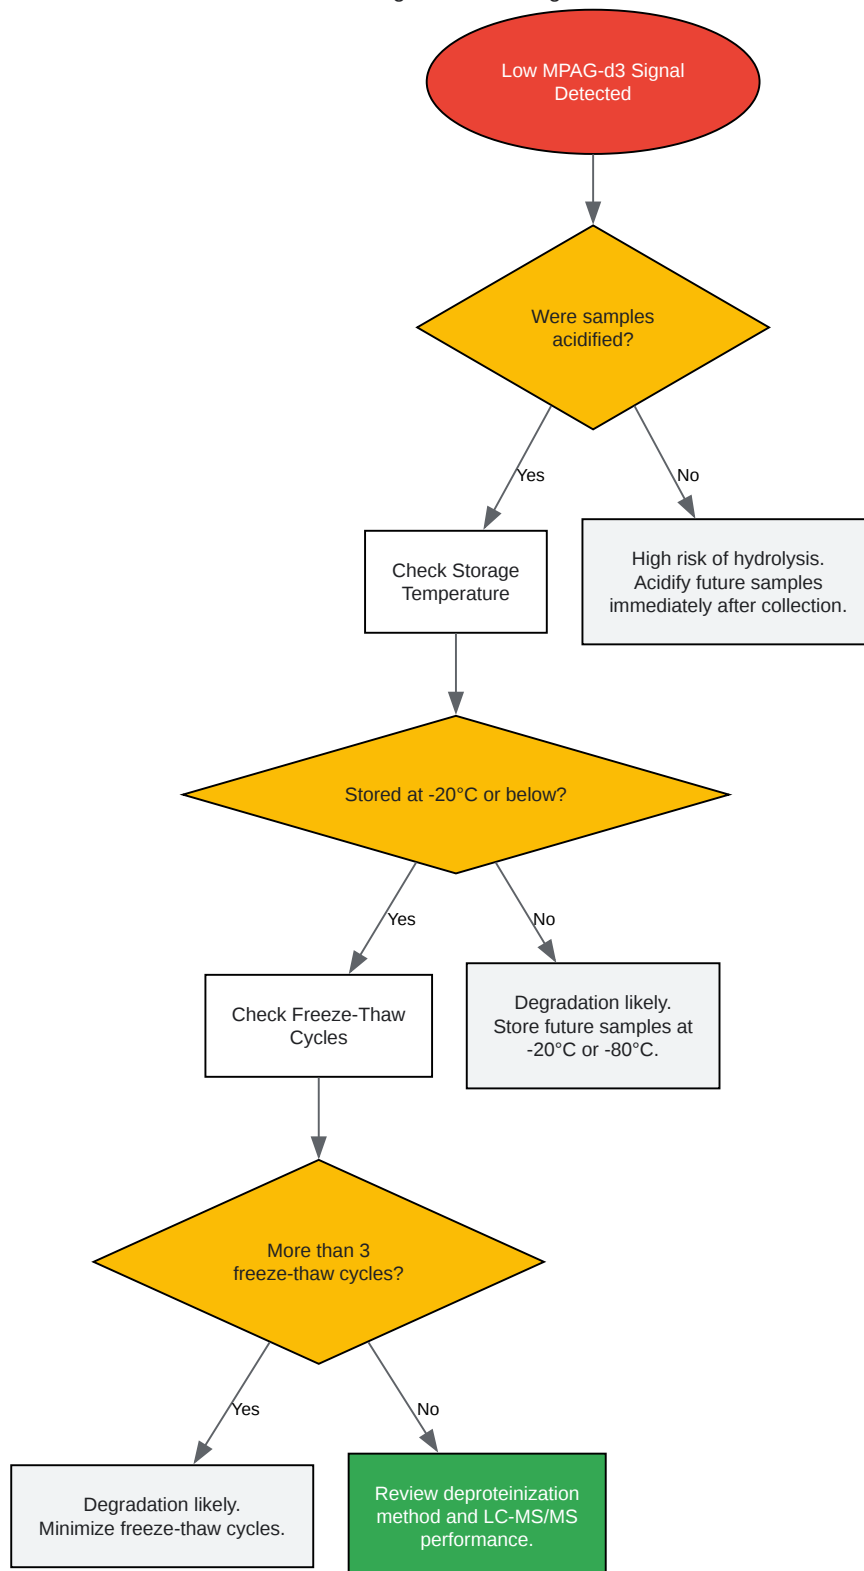 Low MPAG-d3 Signal
Detected
Were samples
acidified?
Yes
No
Check Storage
Temperature
High risk of hydrolysis.
Acidify future samples
immediately after collection.
Stored at -20°C or below?
Yes
No
Check Freeze-Thaw
Cycles
Degradation likely.
Store future samples at
-20°C or -80°C.
More than 3
freeze-thaw cycles?
Yes
No
Degradation likely.
Minimize freeze-thaw cycles.
Review deproteinization
method and LC-MS/MS
performance.